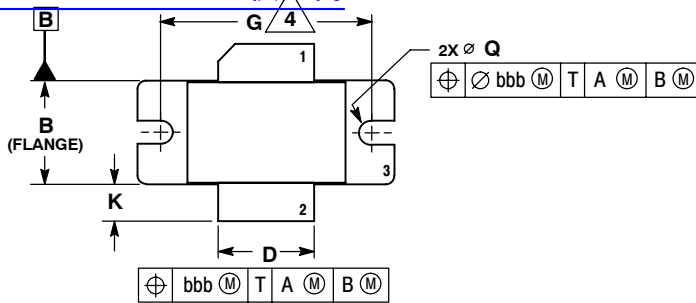 B
G 4
1
2X ⌀ Q
⌖ ⌀ bbb Ⓜ T A Ⓜ B Ⓜ
B
(FLANGE)
3
K
2
D
⌖ bbb Ⓜ T A Ⓜ B Ⓜ